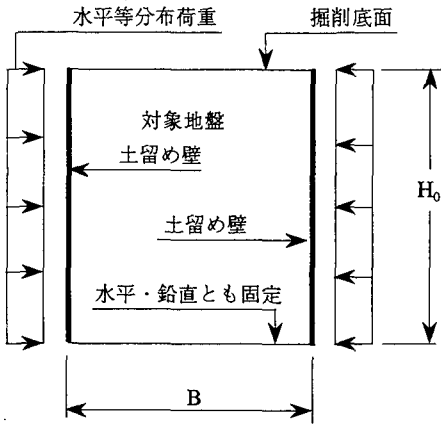 水平等分布荷重
掘削底面
対象地盤
土留め壁
土留め壁
H₀
水平・鉛直とも固定
B